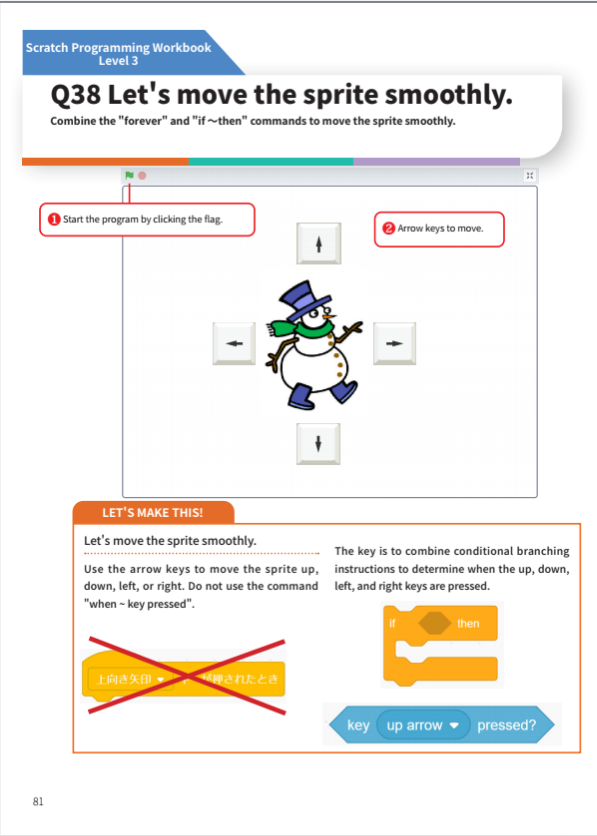 Scratch Programming Workbook
Level 3
Q38 Let's move the sprite smoothly.
Combine the "forever" and "if ～then" commands to move the sprite smoothly.
1 Start the program by clicking the flag.
2 Arrow keys to move.
LET'S MAKE THIS!
Let's move the sprite smoothly.
Use the arrow keys to move the sprite up,
down, left, or right. Do not use the command
"when ~ key pressed".
上向き矢印
されたとき
The key is to combine conditional branching
instructions to determine when the up, down,
left, and right keys are pressed.
if then
key up arrow pressed?
81